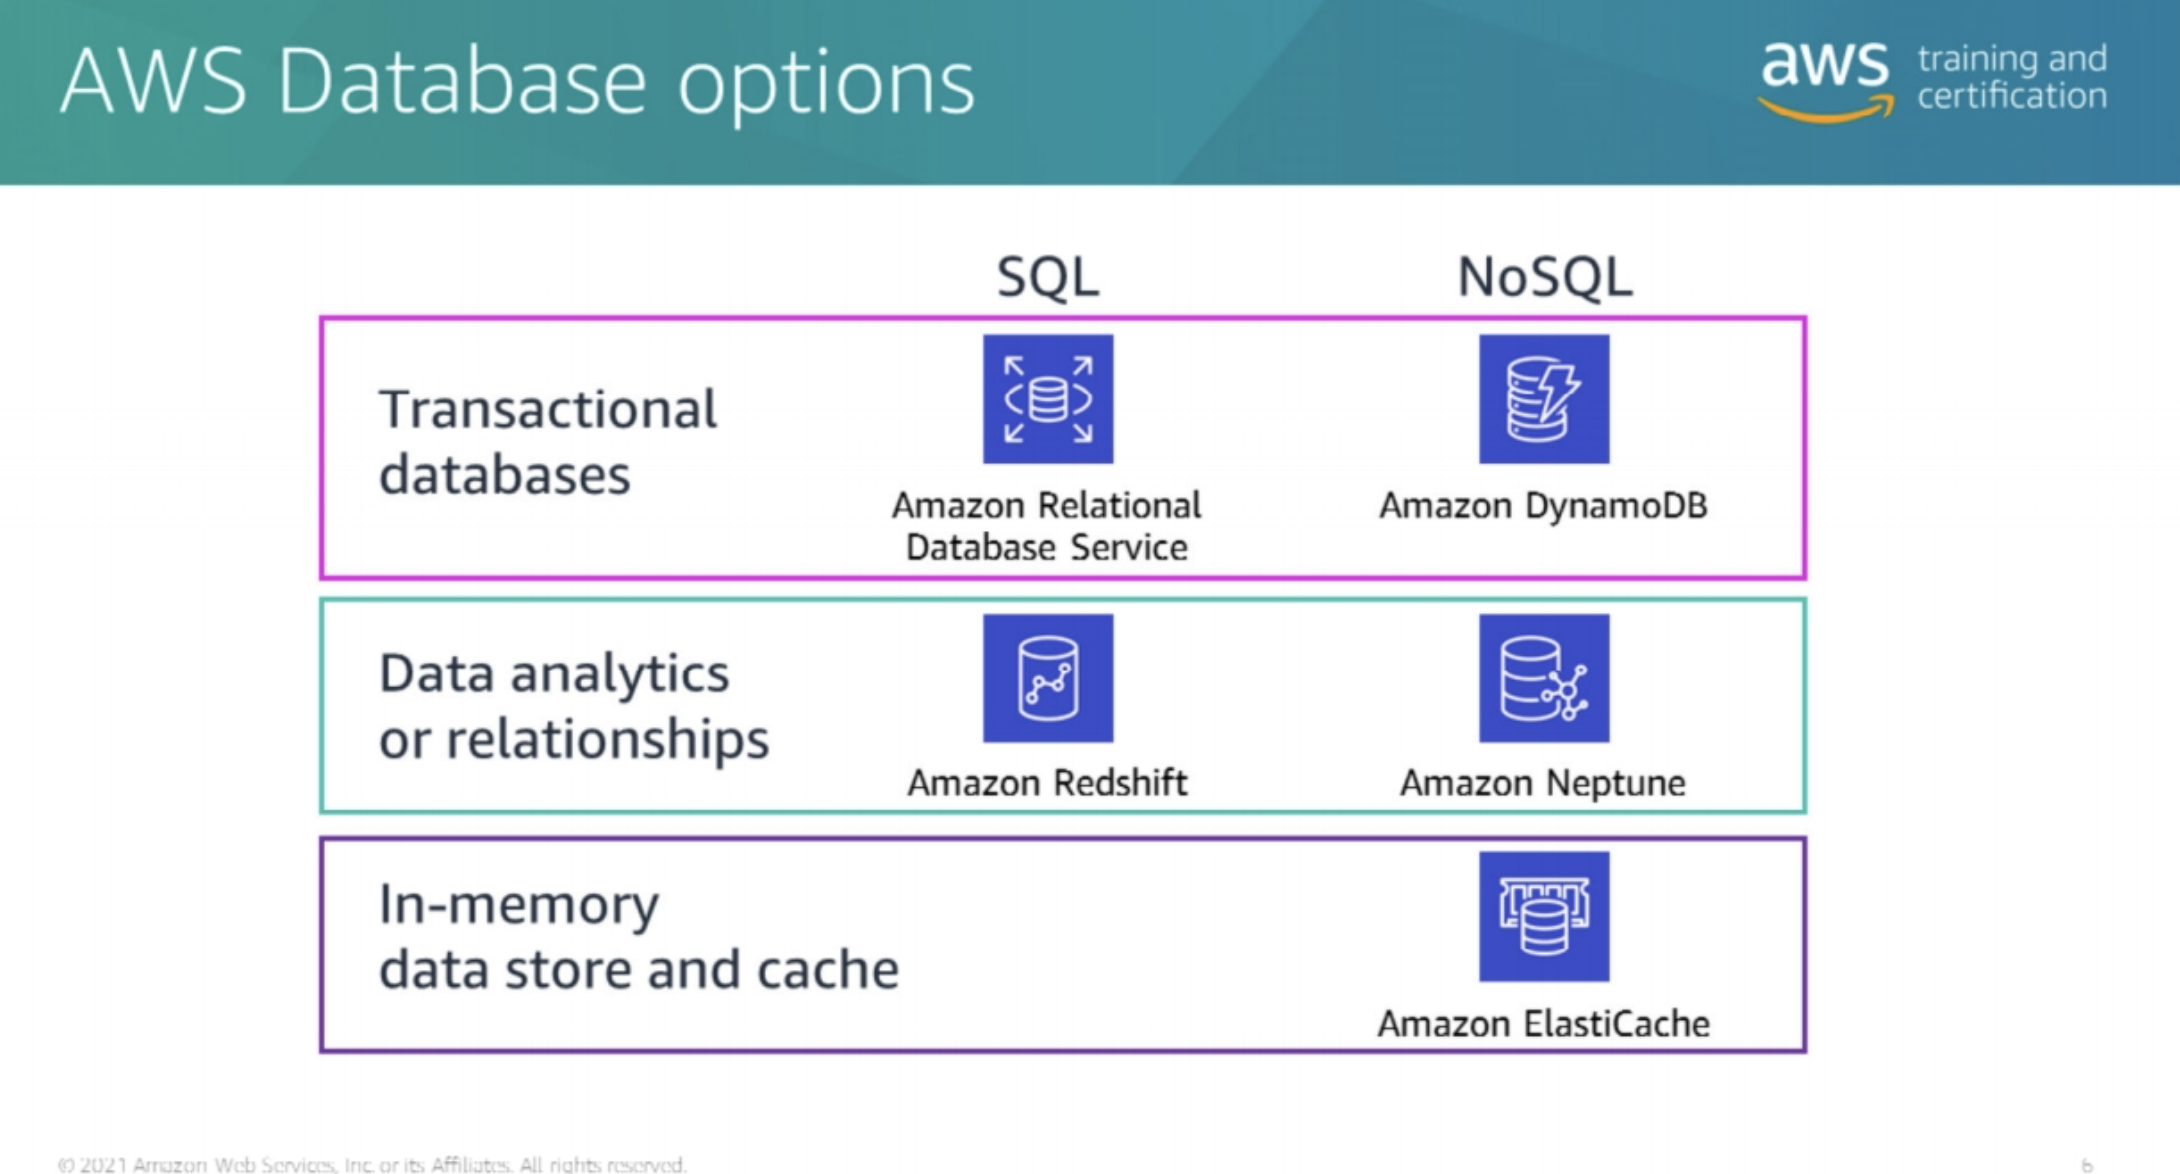 AWS Database options
aws training and
certification
SQL NoSQL
Transactional
databases
Amazon Relational
Database Service
Amazon DynamoDB
Data analytics
or relationships
Amazon Redshift
Amazon Neptune
In-memory
data store and cache
Amazon ElastiCache
© 2021 Amazon Web Services, Inc. or its Affiliates. All rights reserved.
6